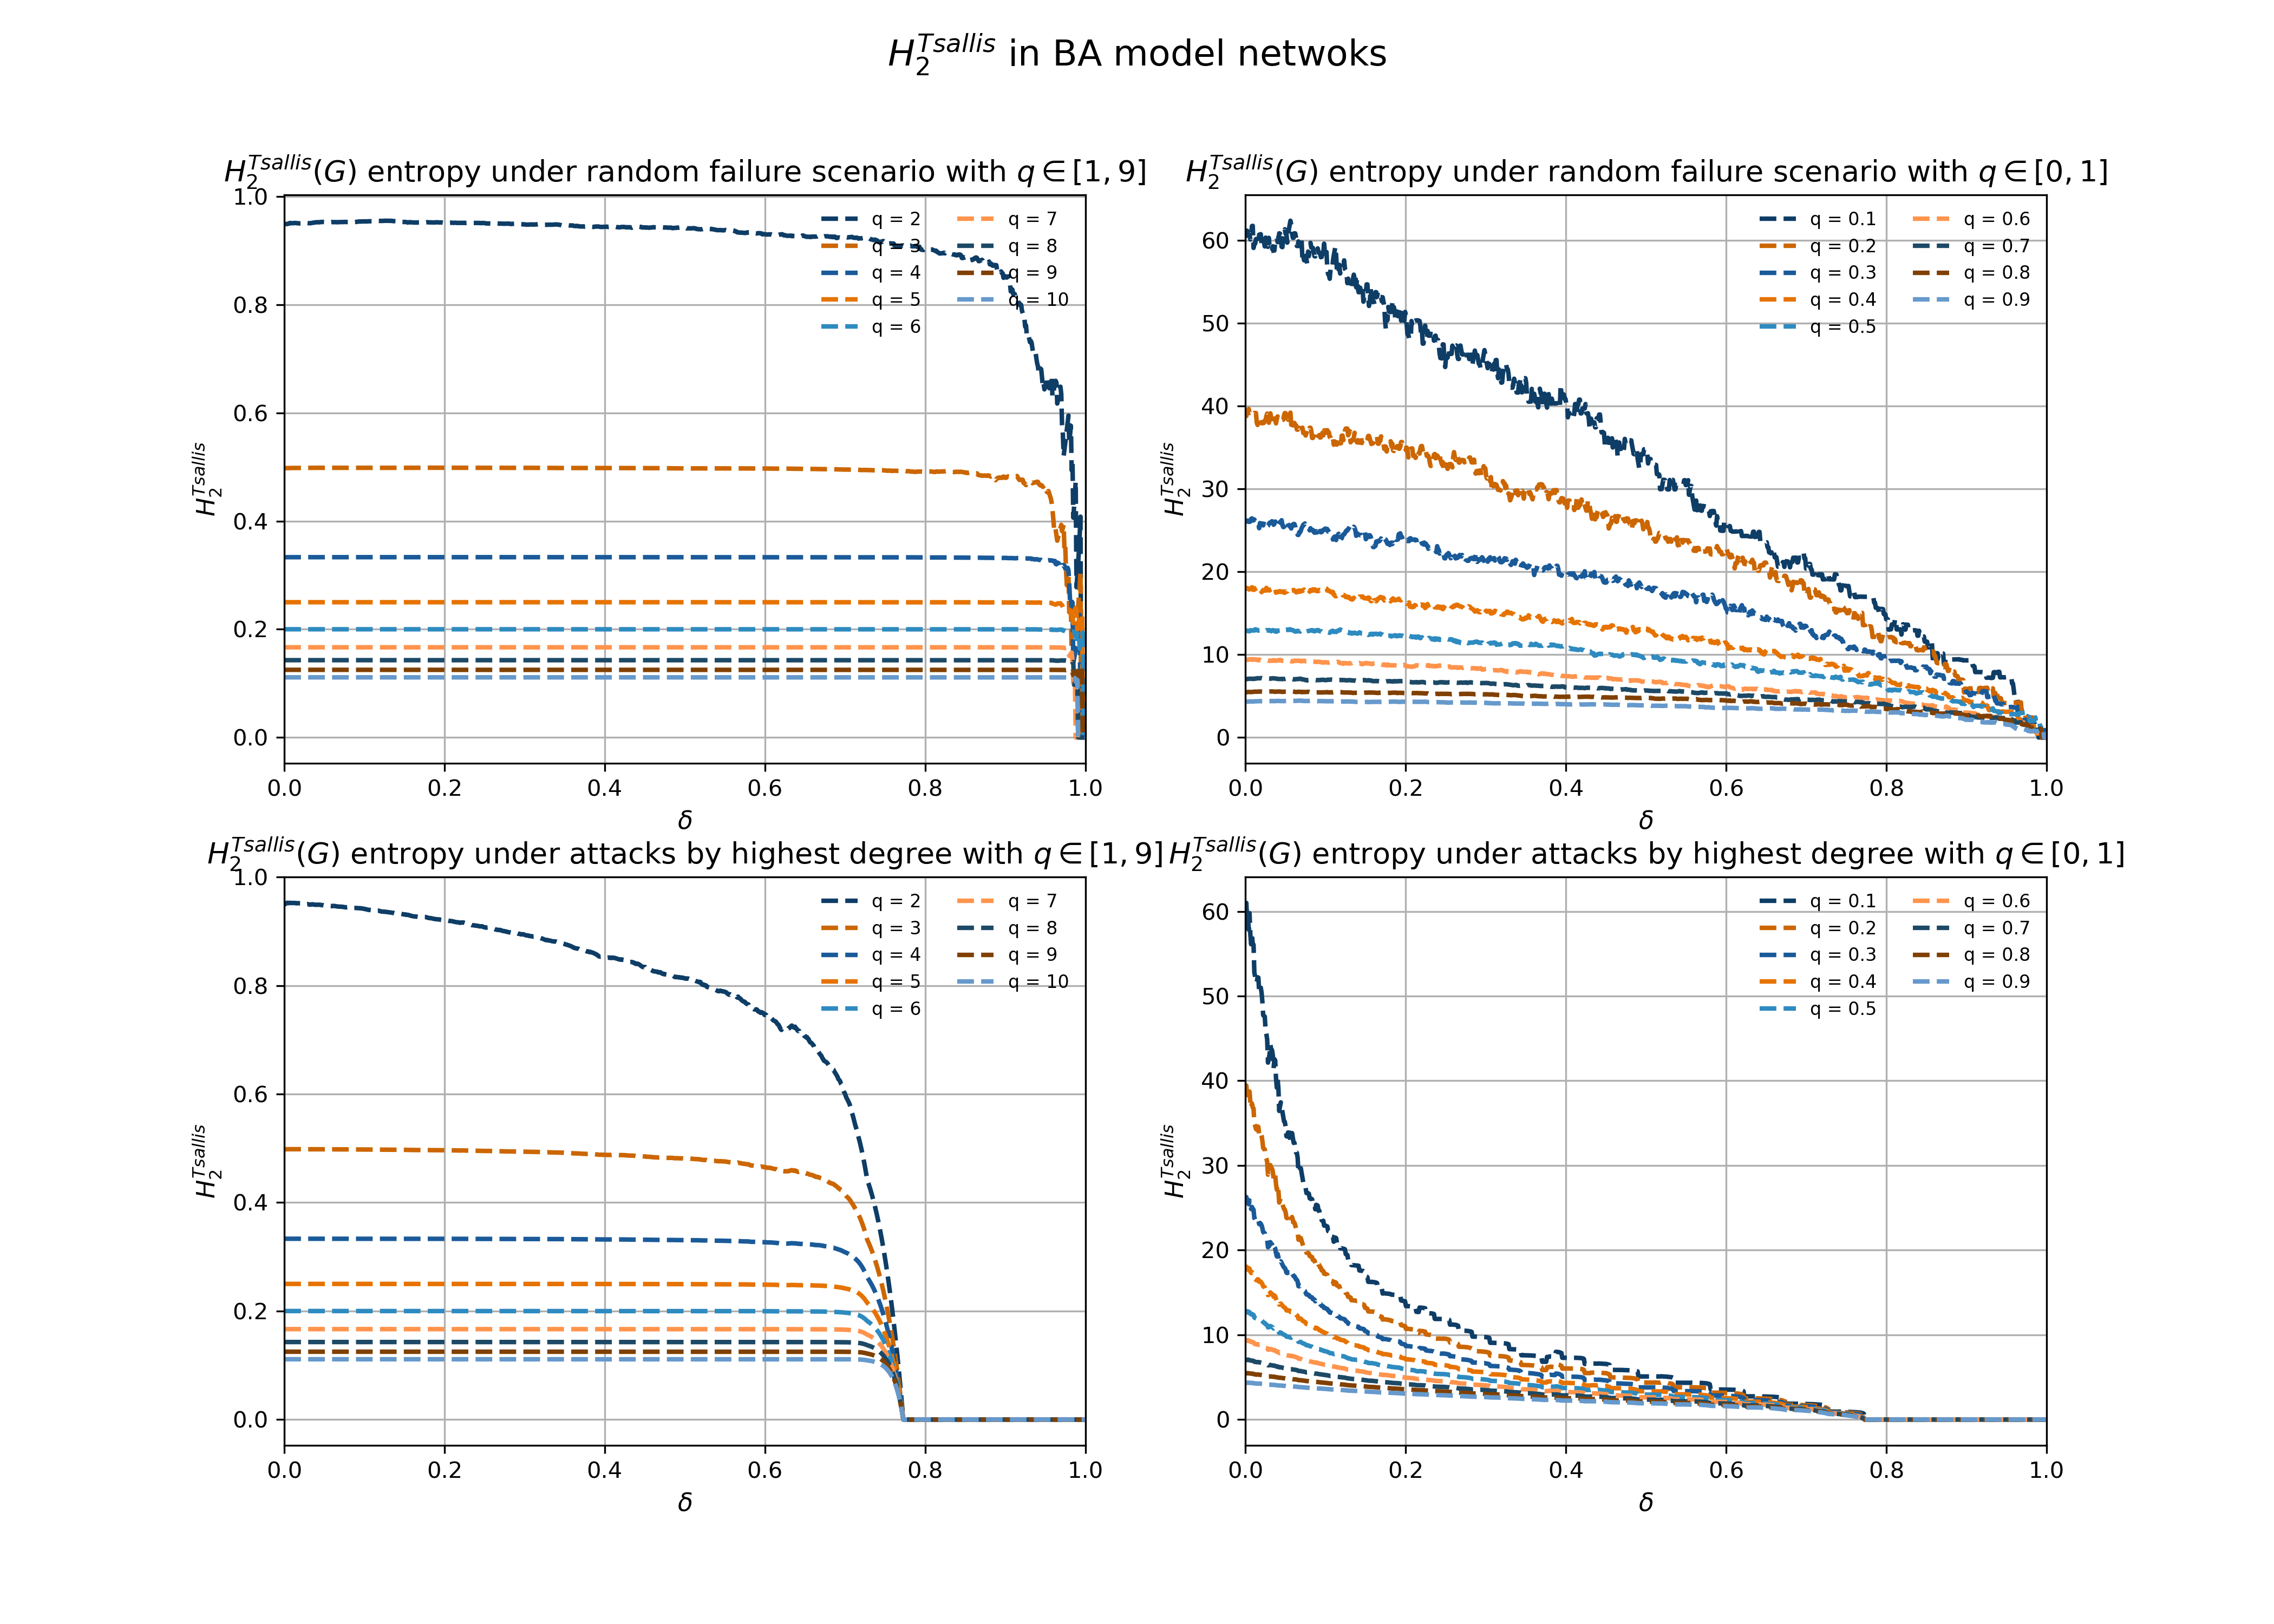 H_2^{Tsallis} in BA model netwoks
H_2^{Tsallis}(G) entropy under random failure scenario with q ∈ [1, 9]
1.0
0.8
0.6
0.4
0.2
0.0
H_2^{Tsallis}
0.0 0.2 0.4 0.6 0.8 1.0
δ
q = 2
q = 3
q = 4
q = 5
q = 6
q = 7
q = 8
q = 9
q = 10
H_2^{Tsallis}(G) entropy under random failure scenario with q ∈ [0, 1]
60
50
40
30
20
10
0
H_2^{Tsallis}
0.0 0.2 0.4 0.6 0.8 1.0
δ
q = 0.1
q = 0.2
q = 0.3
q = 0.4
q = 0.5
q = 0.6
q = 0.7
q = 0.8
q = 0.9
H_2^{Tsallis}(G) entropy under attacks by highest degree with q ∈ [1, 9]
1.0
0.8
0.6
0.4
0.2
0.0
H_2^{Tsallis}
0.0 0.2 0.4 0.6 0.8 1.0
δ
q = 2
q = 3
q = 4
q = 5
q = 6
q = 7
q = 8
q = 9
q = 10
H_2^{Tsallis}(G) entropy under attacks by highest degree with q ∈ [0, 1]
60
50
40
30
20
10
0
H_2^{Tsallis}
0.0 0.2 0.4 0.6 0.8 1.0
δ
q = 0.1
q = 0.2
q = 0.3
q = 0.4
q = 0.5
q = 0.6
q = 0.7
q = 0.8
q = 0.9